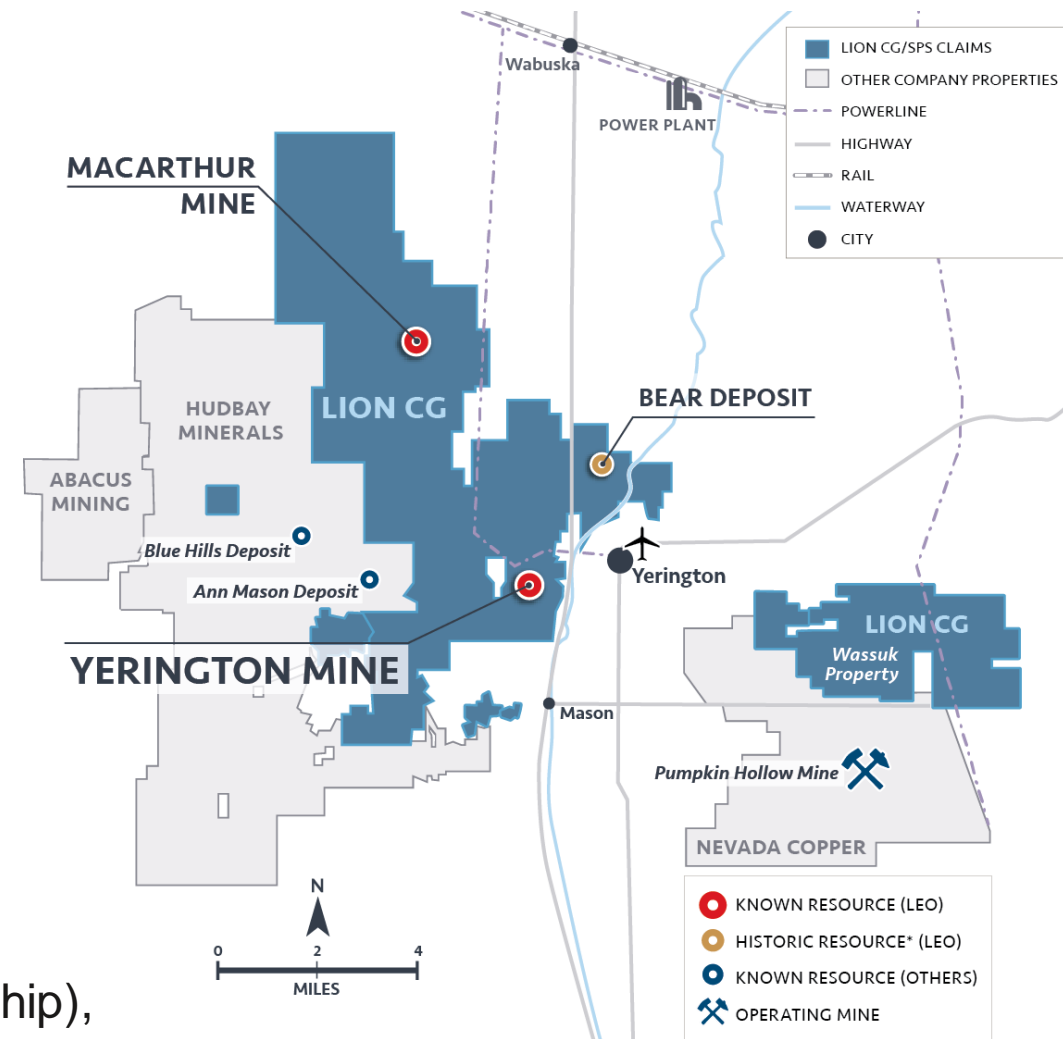 Wabuska
POWER PLANT
LION CG/SPS CLAIMS
OTHER COMPANY PROPERTIES
POWERLINE
HIGHWAY
RAIL
WATERWAY
CITY
MACARTHUR
MINE
HUDBAY
MINERALS
LION CG
BEAR DEPOSIT
ABACUS
MINING
Blue Hills Deposit
Ann Mason Deposit
Yerington
YERINGTON MINE
LION CG
Wassuk
Property
Mason
Pumpkin Hollow Mine
NEVADA COPPER
N
0 2 4
MILES
KNOWN RESOURCE (LEO)
HISTORIC RESOURCE* (LEO)
KNOWN RESOURCE (OTHERS)
OPERATING MINE
hip),